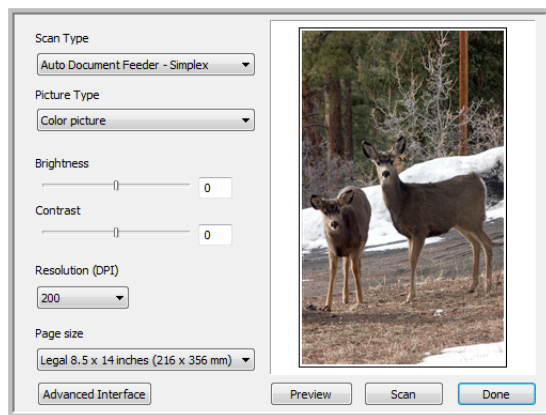 Scan Type
Auto Document Feeder - Simplex
Picture Type
Color picture
Brightness
0
Contrast
0
Resolution (DPI)
200
Page size
Legal 8.5 x 14 inches (216 x 356 mm)
Advanced Interface
Preview
Scan
Done